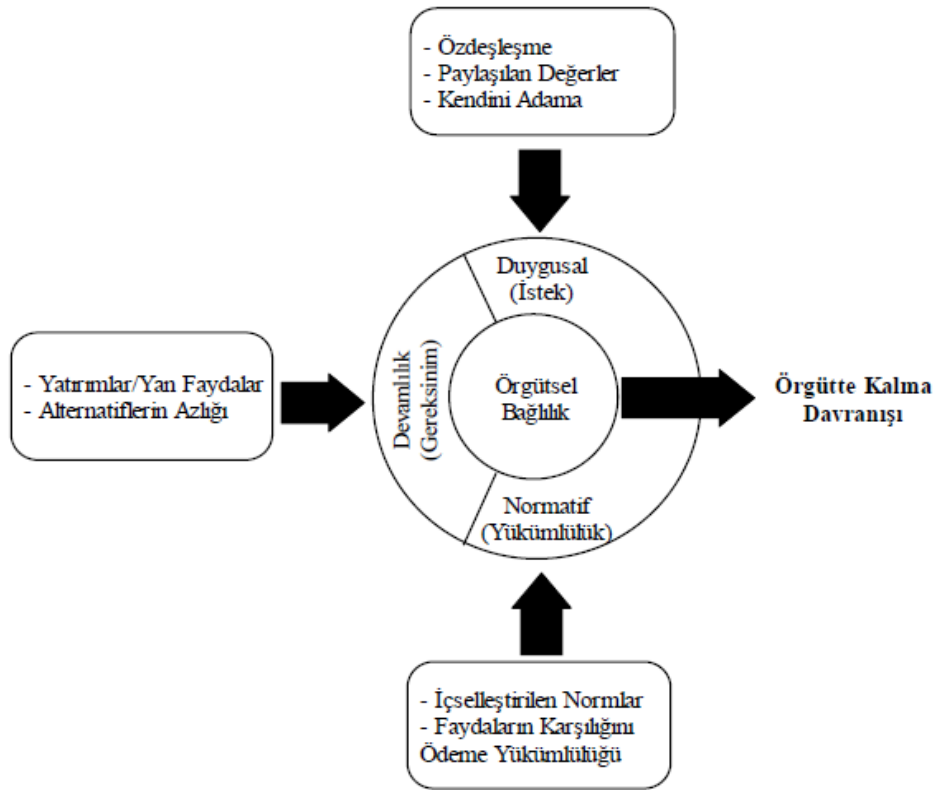 - Özdeşleşme
- Paylaşılan Değerler
- Kendini Adama
Duygusal
(İstek)
- Yatırımlar/Yan Faydalar
- Alternatiflerin Azlığı
Devamlılık
(Gereksinim)
Örgütsel
Bağlılık
Örgütte Kalma
Davranışı
Normatif
(Yükümlülük)
- İçselleştirilen Normlar
- Faydaların Karşılığını
Ödeme Yükümlülüğü